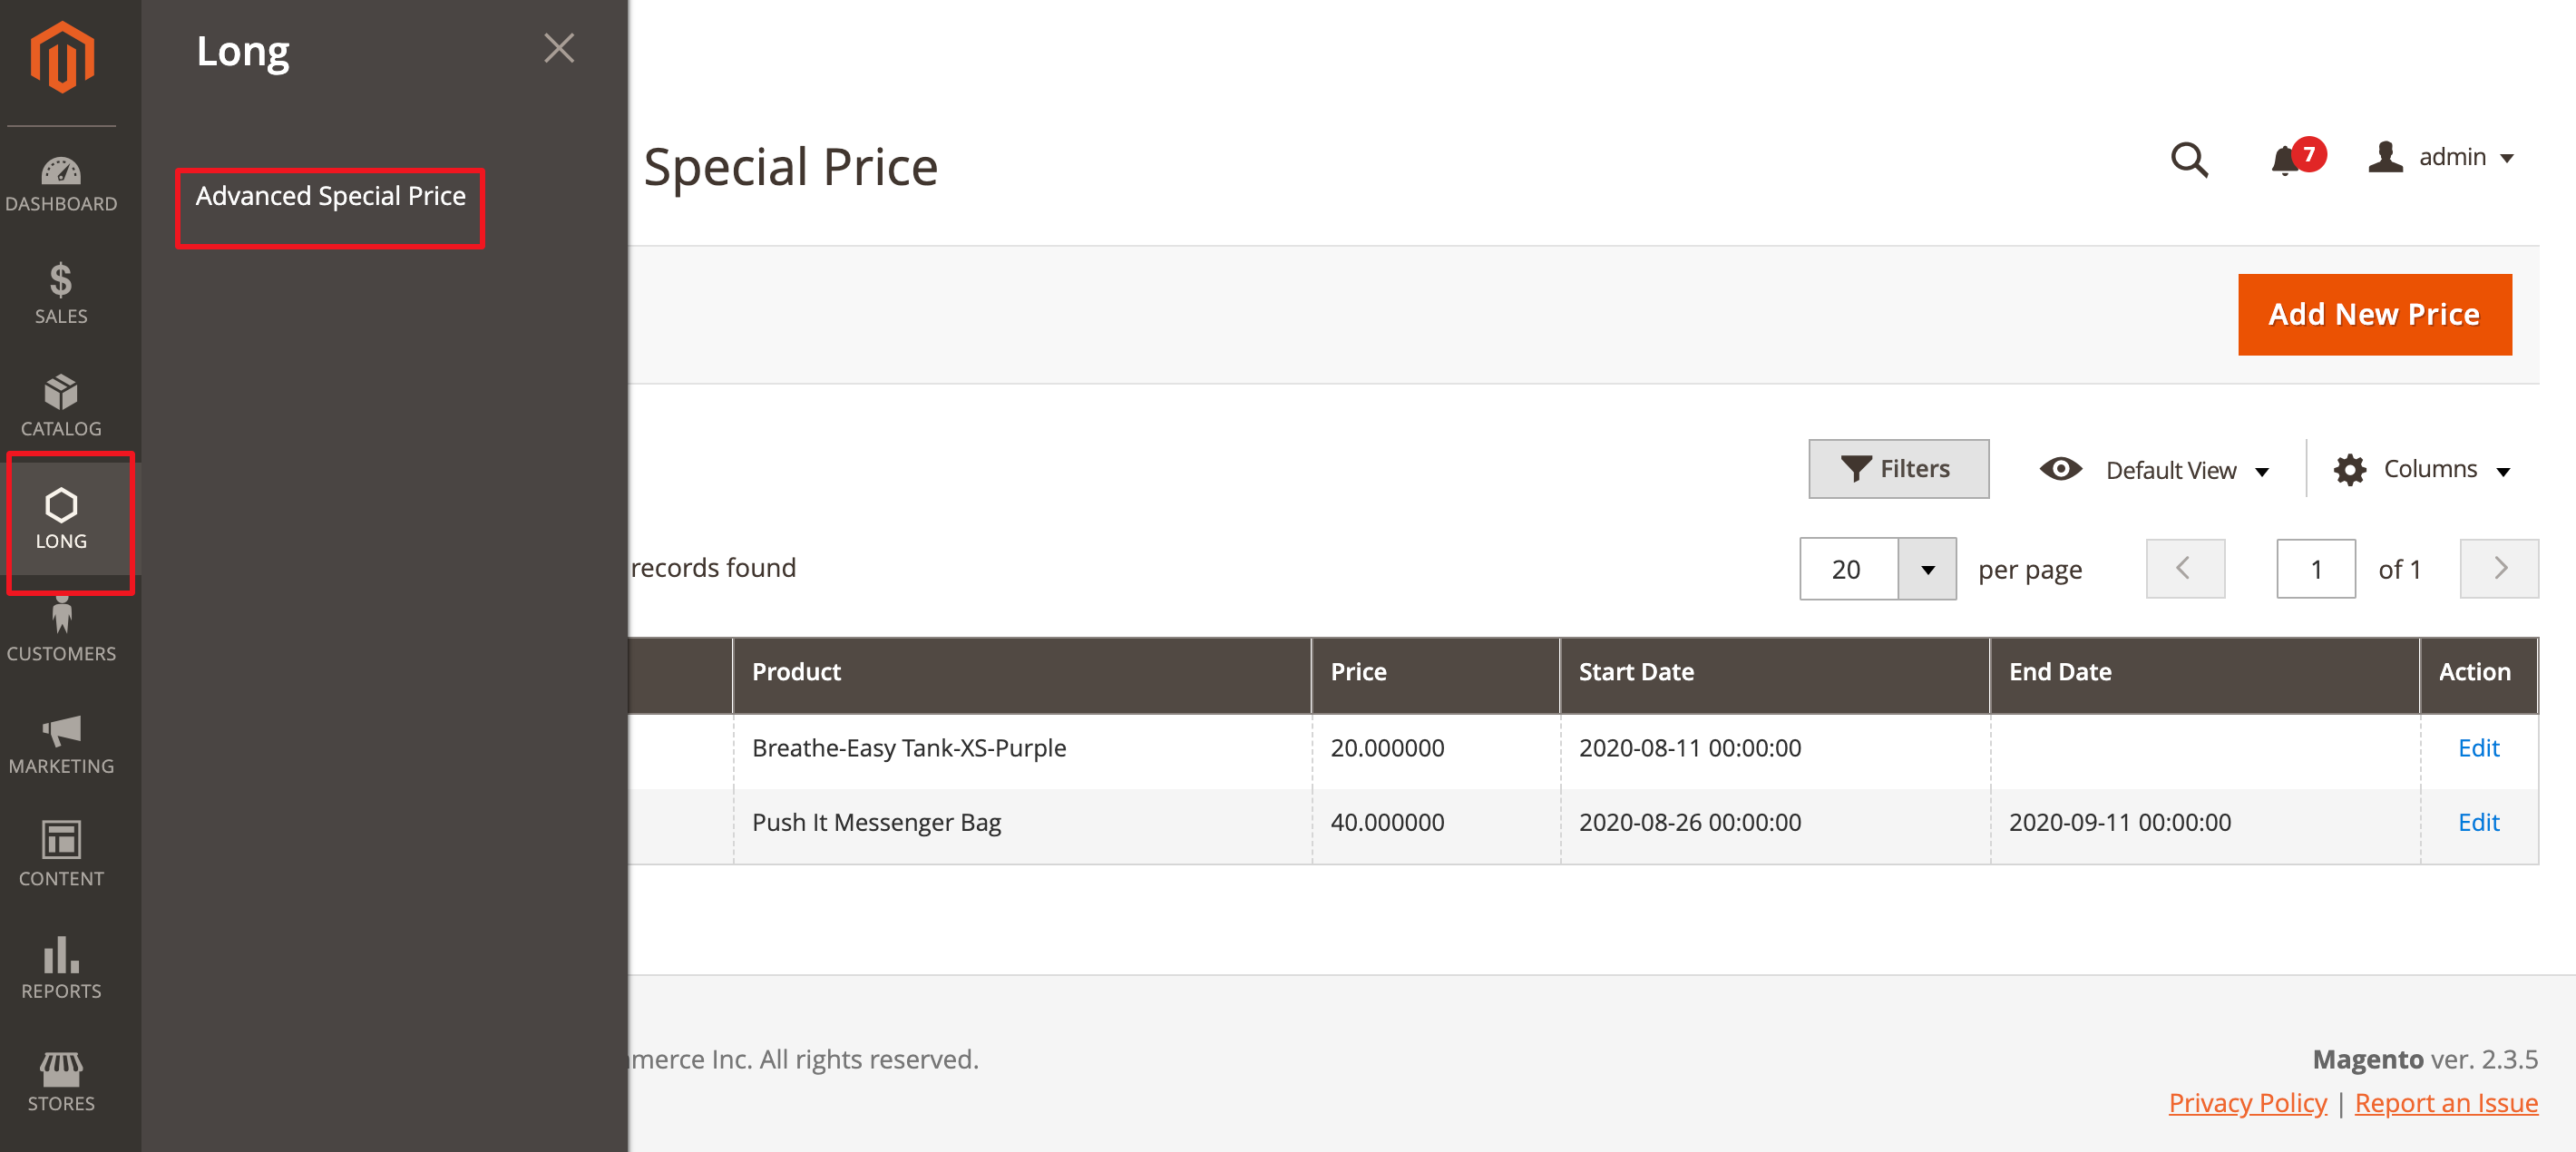 Long
Advanced Special Price
DASHBOARD
SALES
CATALOG
LONG
CUSTOMERS
MARKETING
CONTENT
REPORTS
STORES
Special Price
7
admin
Add New Price
Filters
Default View
Columns
records found
20
per page
1
of 1
Product
Price
Start Date
End Date
Action
Breathe-Easy Tank-XS-Purple
20.000000
2020-08-11 00:00:00
Edit
Push It Messenger Bag
40.000000
2020-08-26 00:00:00
2020-09-11 00:00:00
Edit
merce Inc. All rights reserved.
Magento ver. 2.3.5
Privacy Policy | Report an Issue